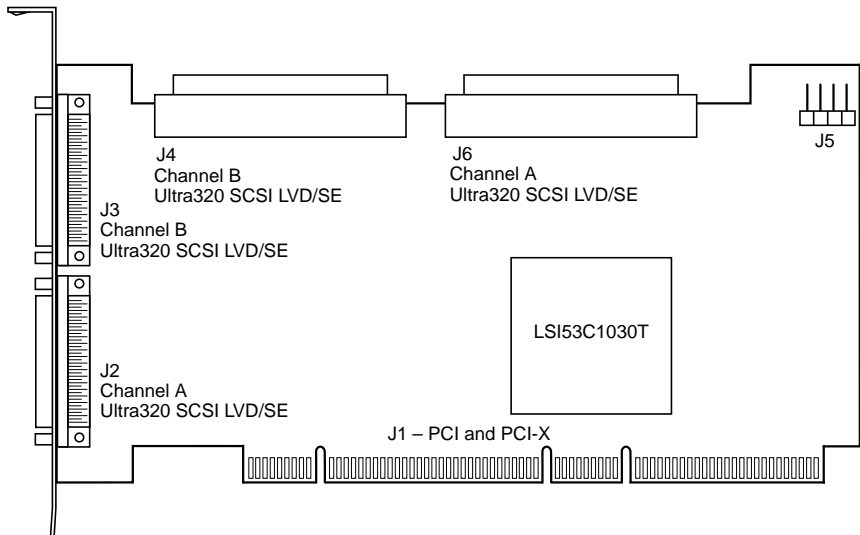 J4
Channel B
Ultra320 SCSI LVD/SE
J6
Channel A
Ultra320 SCSI LVD/SE
J5
J3
Channel B
Ultra320 SCSI LVD/SE
LSI53C1030T
J2
Channel A
Ultra320 SCSI LVD/SE
J1 – PCI and PCI-X